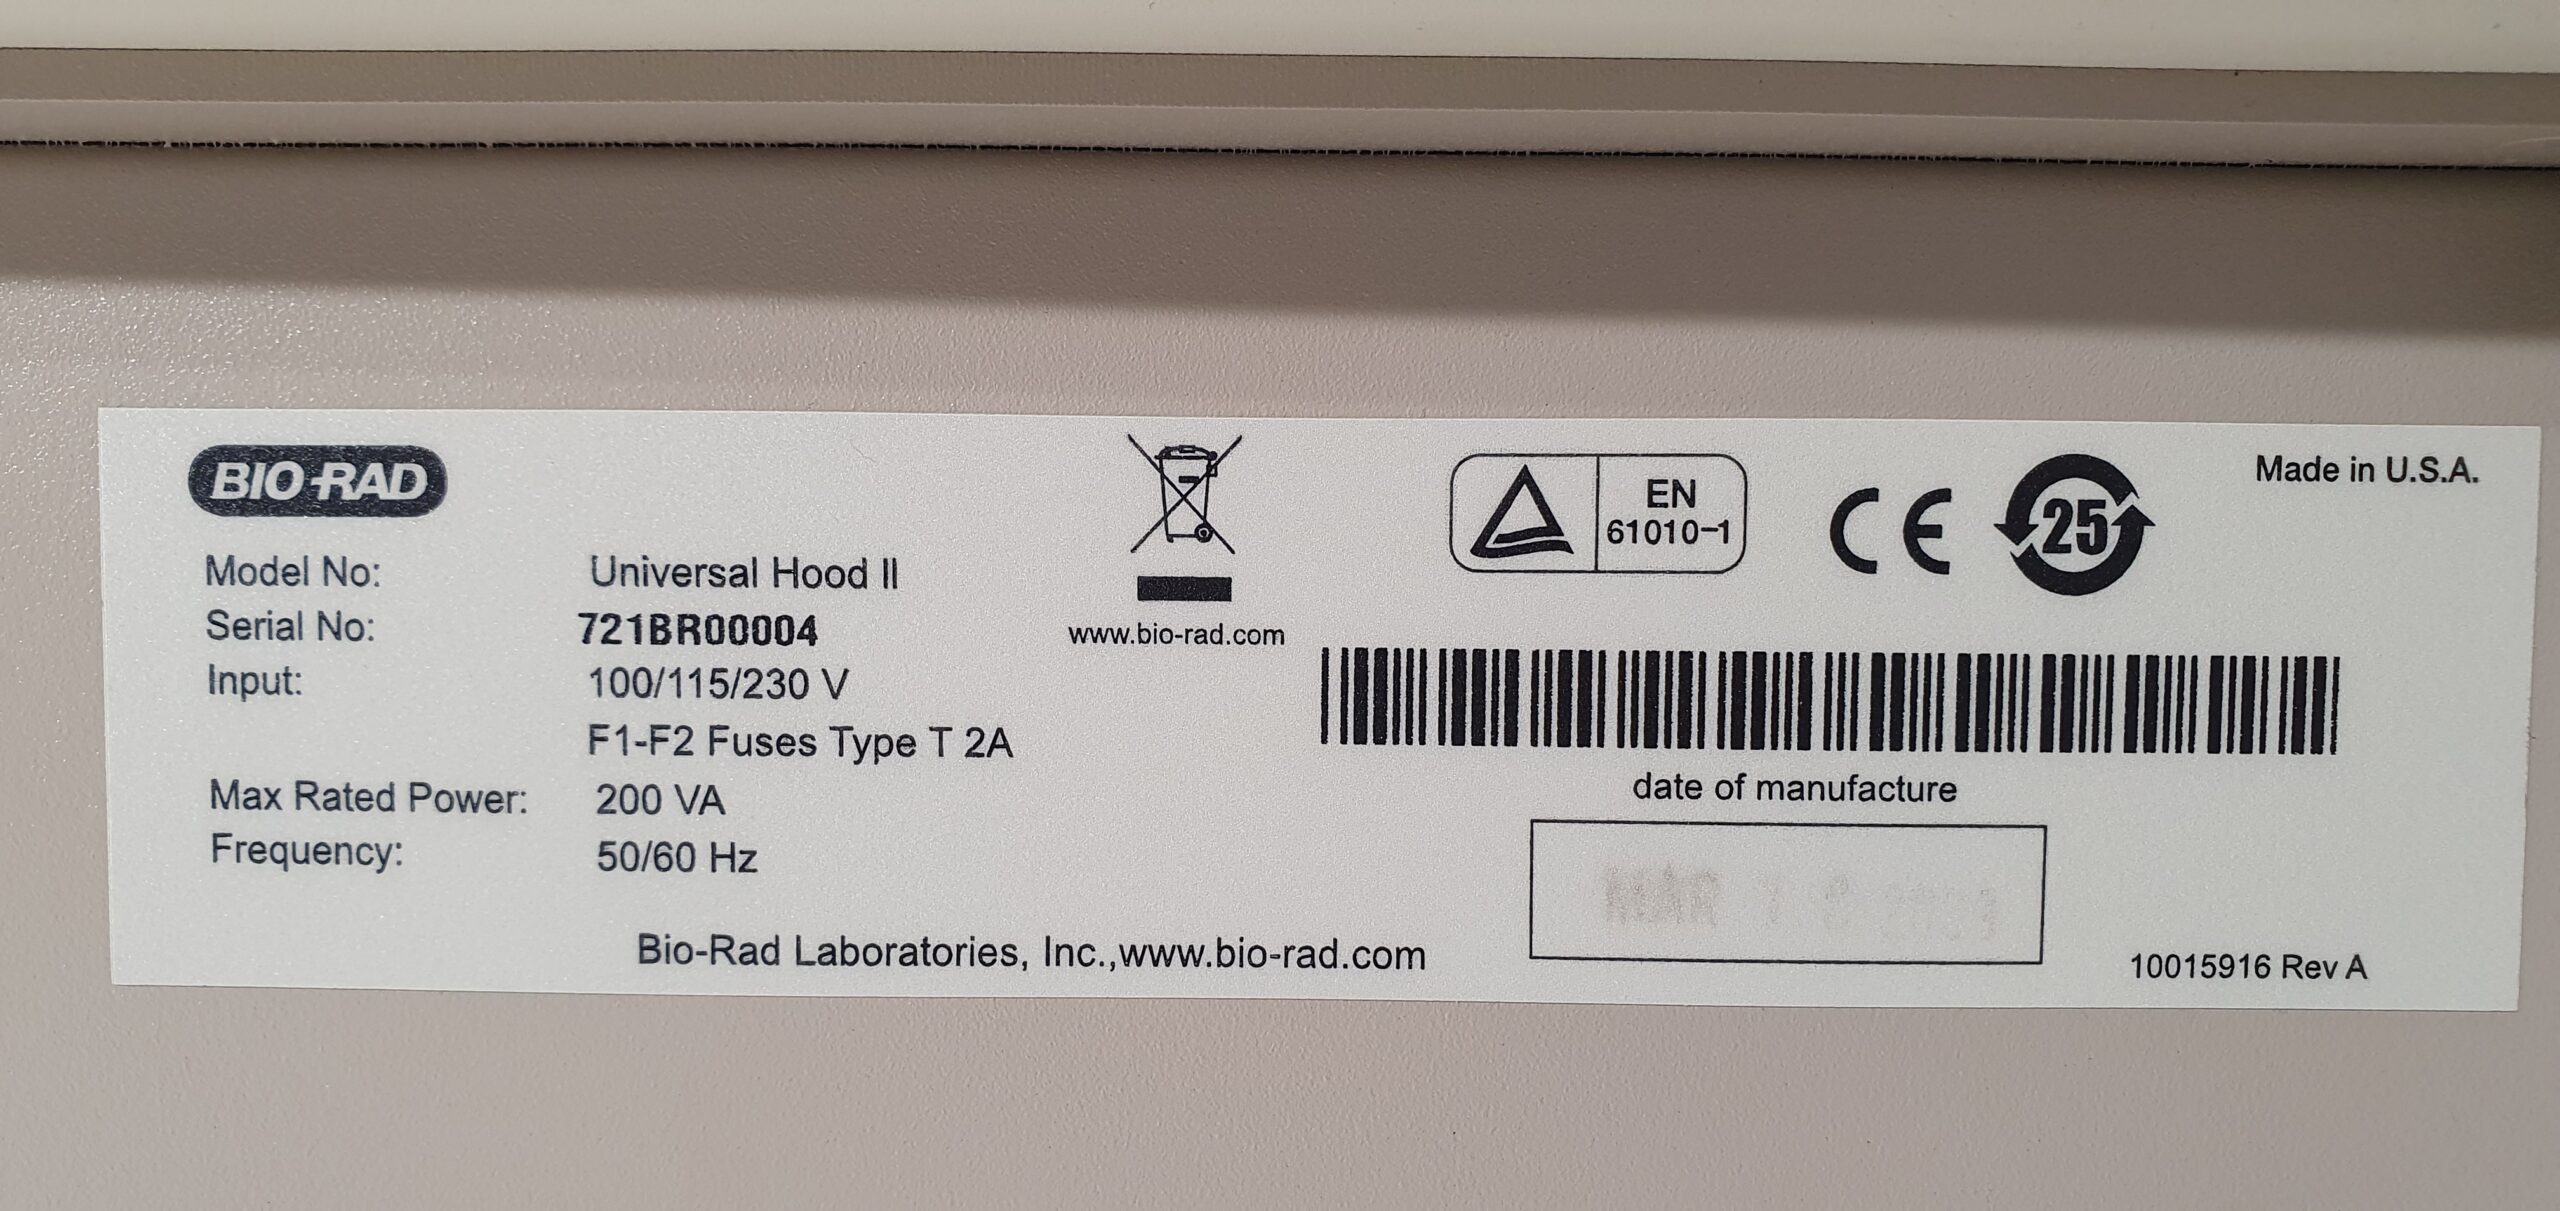 BIO-RAD
Model No: Universal Hood II
Serial No: 721BR00004
Input: 100/115/230 V
F1-F2 Fuses Type T 2A
Max Rated Power: 200 VA
Frequency: 50/60 Hz
Bio-Rad Laboratories, Inc.,www.bio-rad.com
www.bio-rad.com
EN
61010-1
CE
25
Made in U.S.A.
date of manufacture
MAR
10015916 Rev A